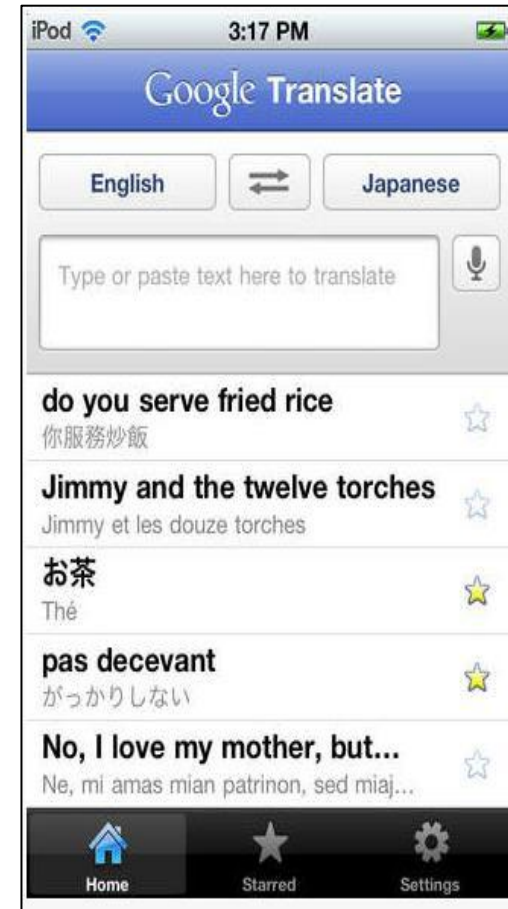 iPod 3:17 PM
Google Translate
English Japanese
Type or paste text here to translate
do you serve fried rice
你服務炒飯
Jimmy and the twelve torches
Jimmy et les douze torches
お茶
Thé
pas decevant
がっかりしない
No, I love my mother, but...
Ne, mi amas mian patrinon, sed miaj...
Home Starred Settings